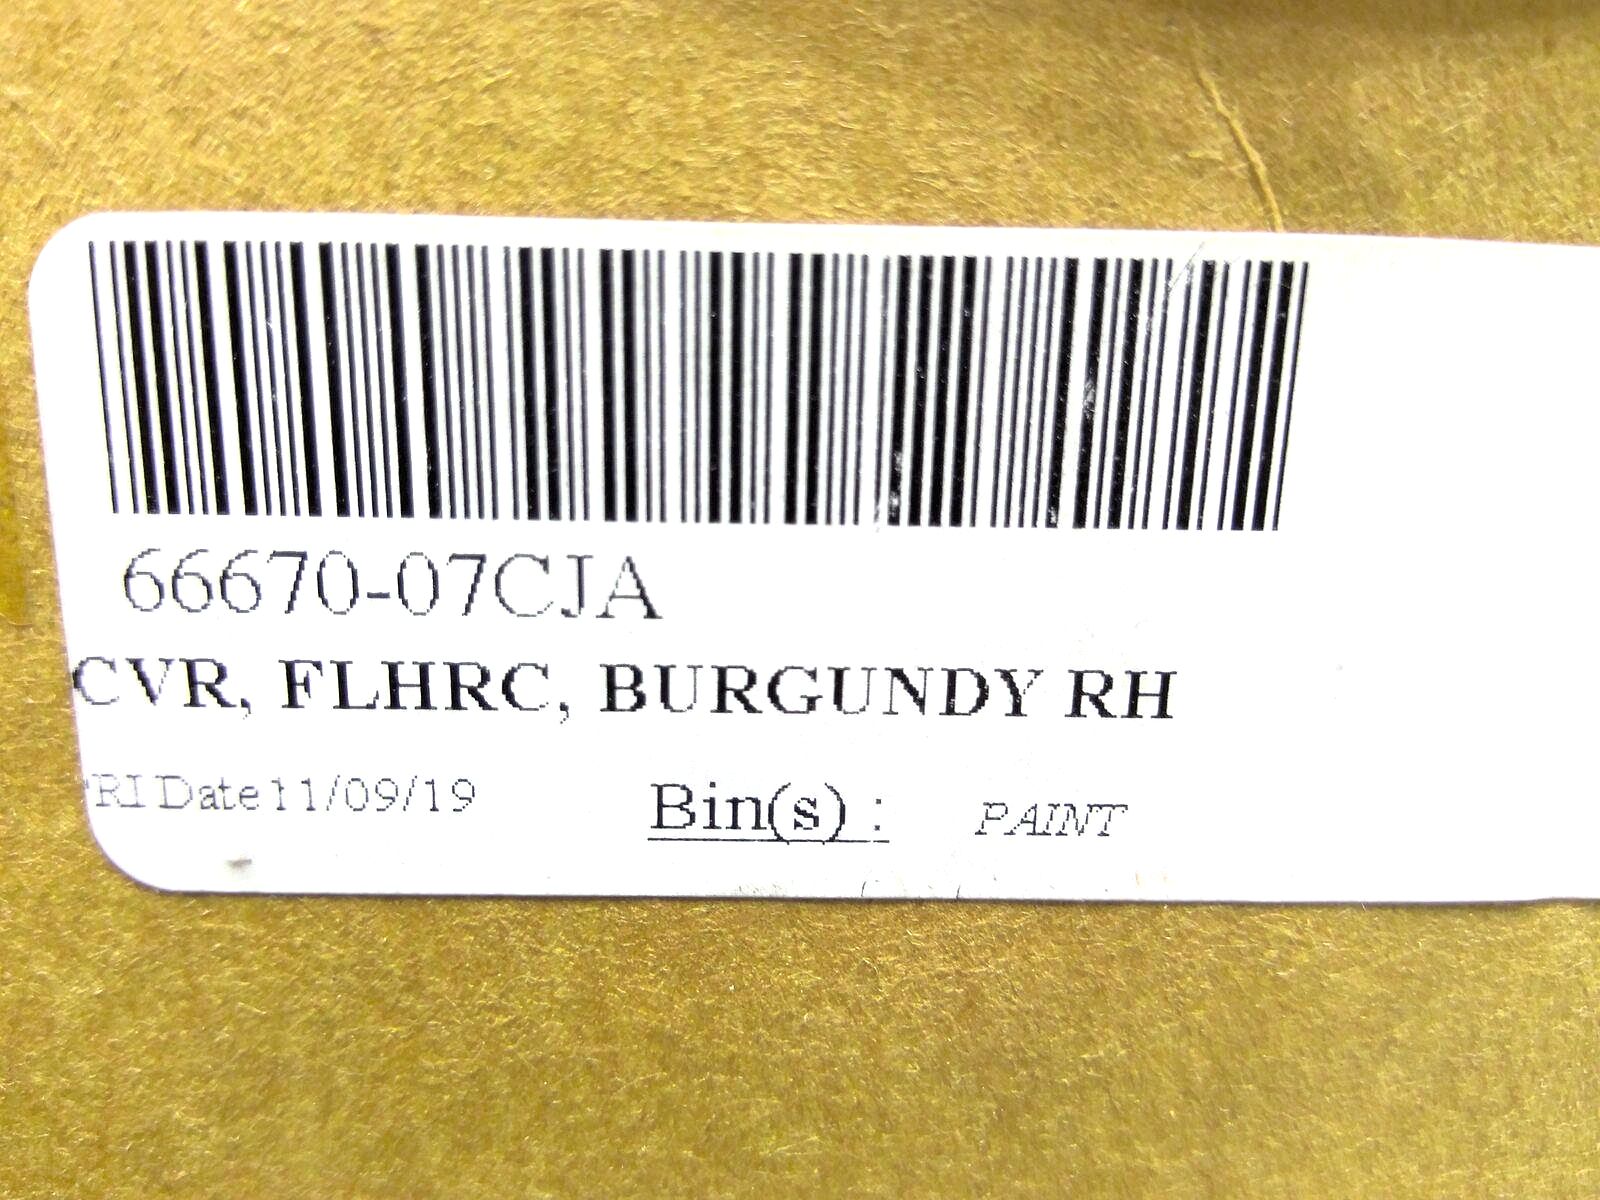 66670-07CJA
CVR, FLHRC, BURGUNDY RH
RI Date 11/09/19 Bin(s) : PAINT